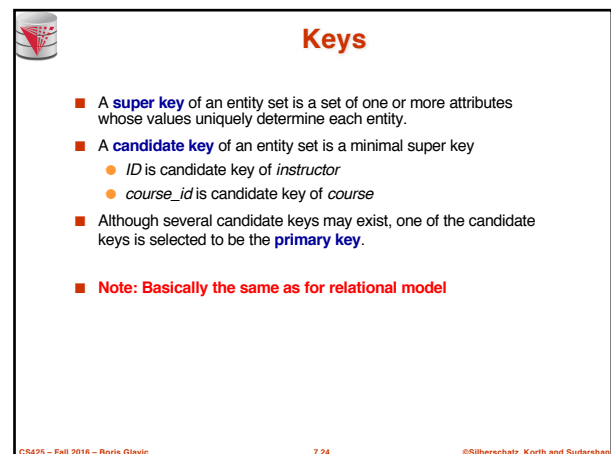 Keys
A super key of an entity set is a set of one or more attributes
whose values uniquely determine each entity.
A candidate key of an entity set is a minimal super key
ID is candidate key of instructor
course_id is candidate key of course
Although several candidate keys may exist, one of the candidate
keys is selected to be the primary key.
Note: Basically the same as for relational model
CS425 – Fall 2016 – Boris Glavic 7.24 ©Silberschatz, Korth and Sudarshan